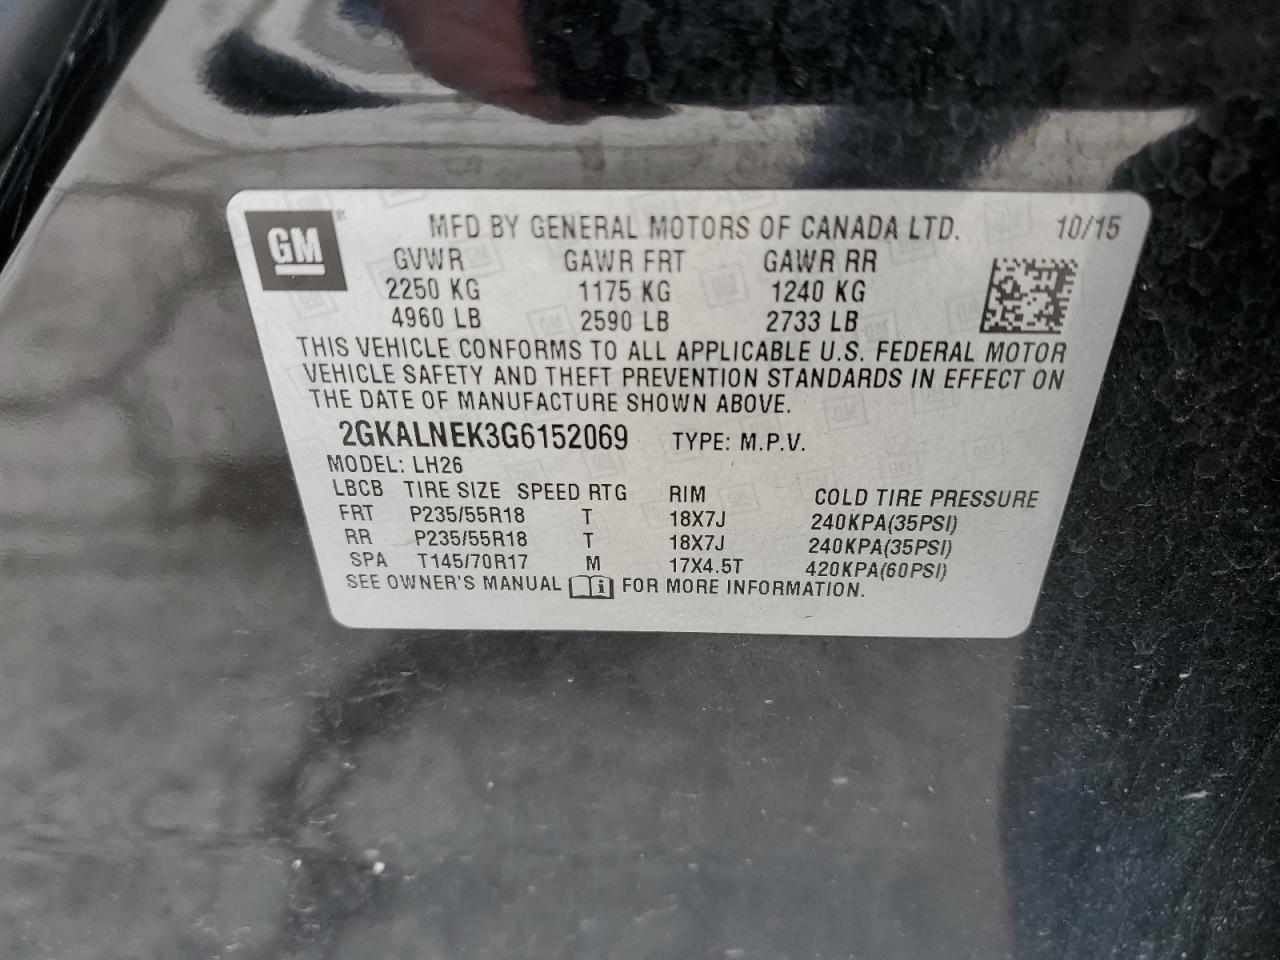 GM ® MFD BY GENERAL MOTORS OF CANADA LTD. 10/15
GVWR GAWR FRT GAWR RR
2250 KG 1175 KG 1240 KG
4960 LB 2590 LB 2733 LB
THIS VEHICLE CONFORMS TO ALL APPLICABLE U.S. FEDERAL MOTOR
VEHICLE SAFETY AND THEFT PREVENTION STANDARDS IN EFFECT ON
THE DATE OF MANUFACTURE SHOWN ABOVE.
2GKALNEK3G6152069 TYPE: M.P.V.
MODEL: LH26
LBCB TIRE SIZE SPEED RTG RIM COLD TIRE PRESSURE
FRT P235/55R18 T 18X7J 240KPA(35PSI)
RR P235/55R18 T 18X7J 240KPA(35PSI)
SPA T145/70R17 M 17X4.5T 420KPA(60PSI)
SEE OWNER'S MANUAL i FOR MORE INFORMATION.